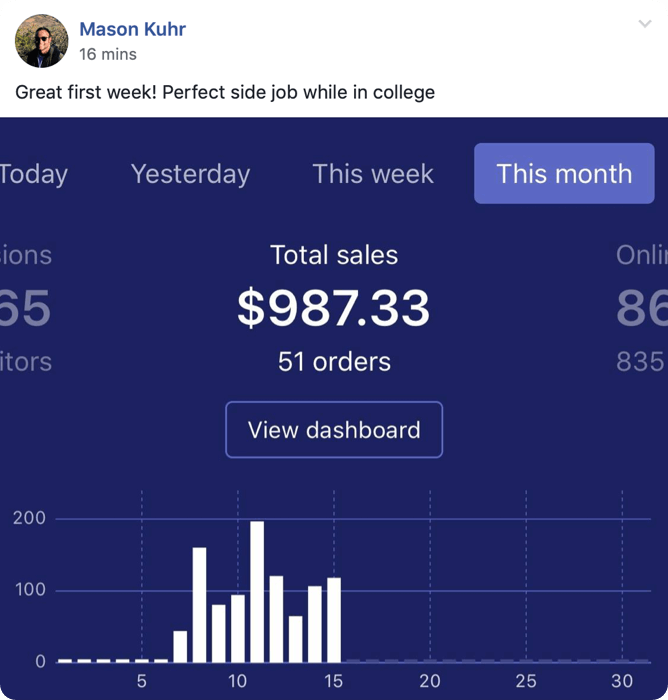 Mason Kuhr
16 mins
Great first week! Perfect side job while in college
Today Yesterday This week This month
sions Total sales Onli
65 $987.33 86
itors 51 orders 835
View dashboard
200
100
0
5 10 15 20 25 30